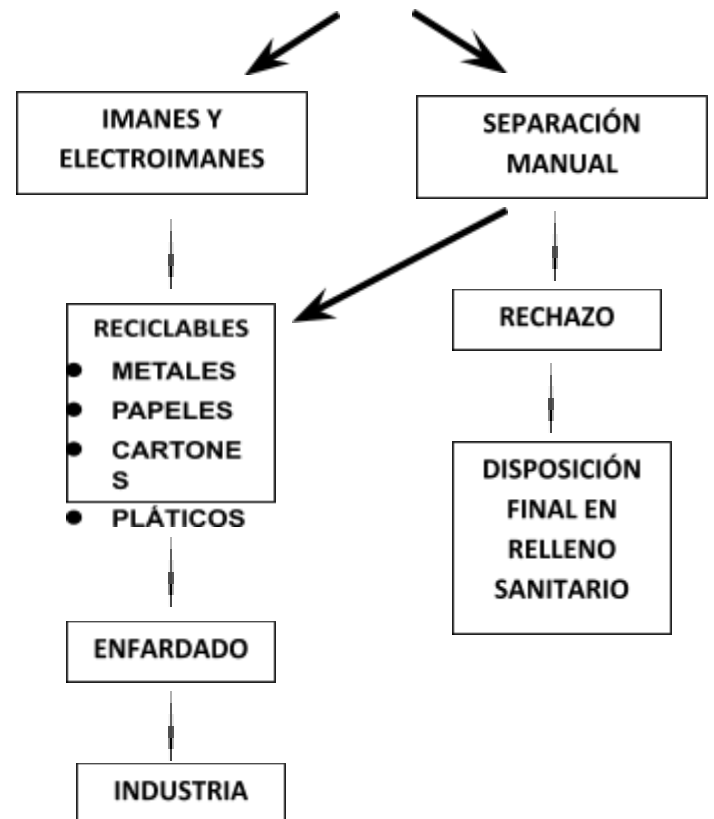 IMANES Y
ELECTROIMANES
SEPARACIÓN
MANUAL
RECICLABLES
• METALES
• PAPELES
• CARTONE
S
• PLÁTICOS
RECHAZO
DISPOSICIÓN
FINAL EN
RELLENO
SANITARIO
ENFARDADO
INDUSTRIA